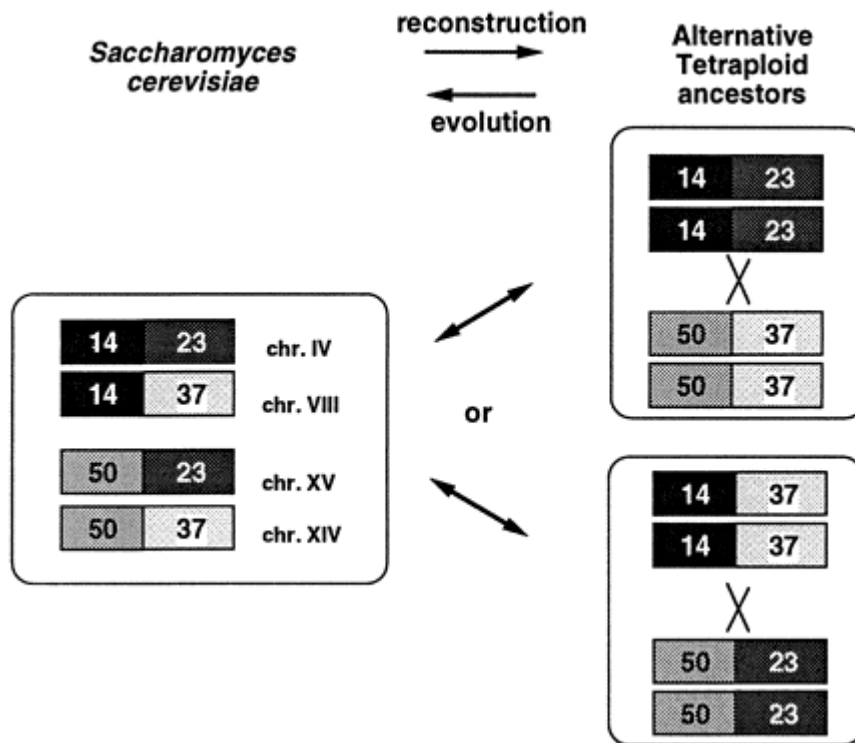 Saccharomyces
cerevisiae
reconstruction
evolution
Alternative
Tetraploid
ancestors
14 23 chr. IV
14 37 chr. VIII
50 23 chr. XV
50 37 chr. XIV
or
14 23
14 23
50 37
50 37
14 37
14 37
50 23
50 23